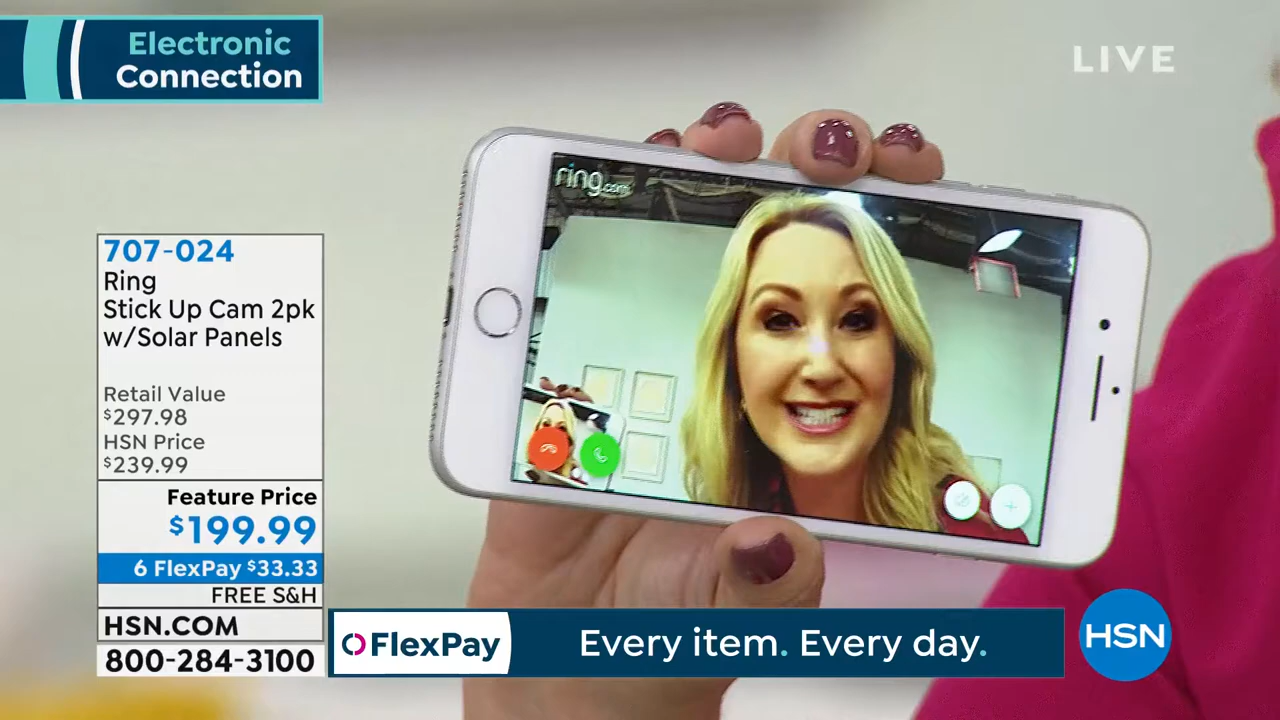 Electronic
Connection
LIVE
ring.com
707-024
Ring
Stick Up Cam 2pk
w/Solar Panels
Retail Value
$297.98
HSN Price
$239.99
Feature Price
$199.99
6 FlexPay $33.33
FREE S&H
HSN.COM
800-284-3100
FlexPay
Every item. Every day.
HSN